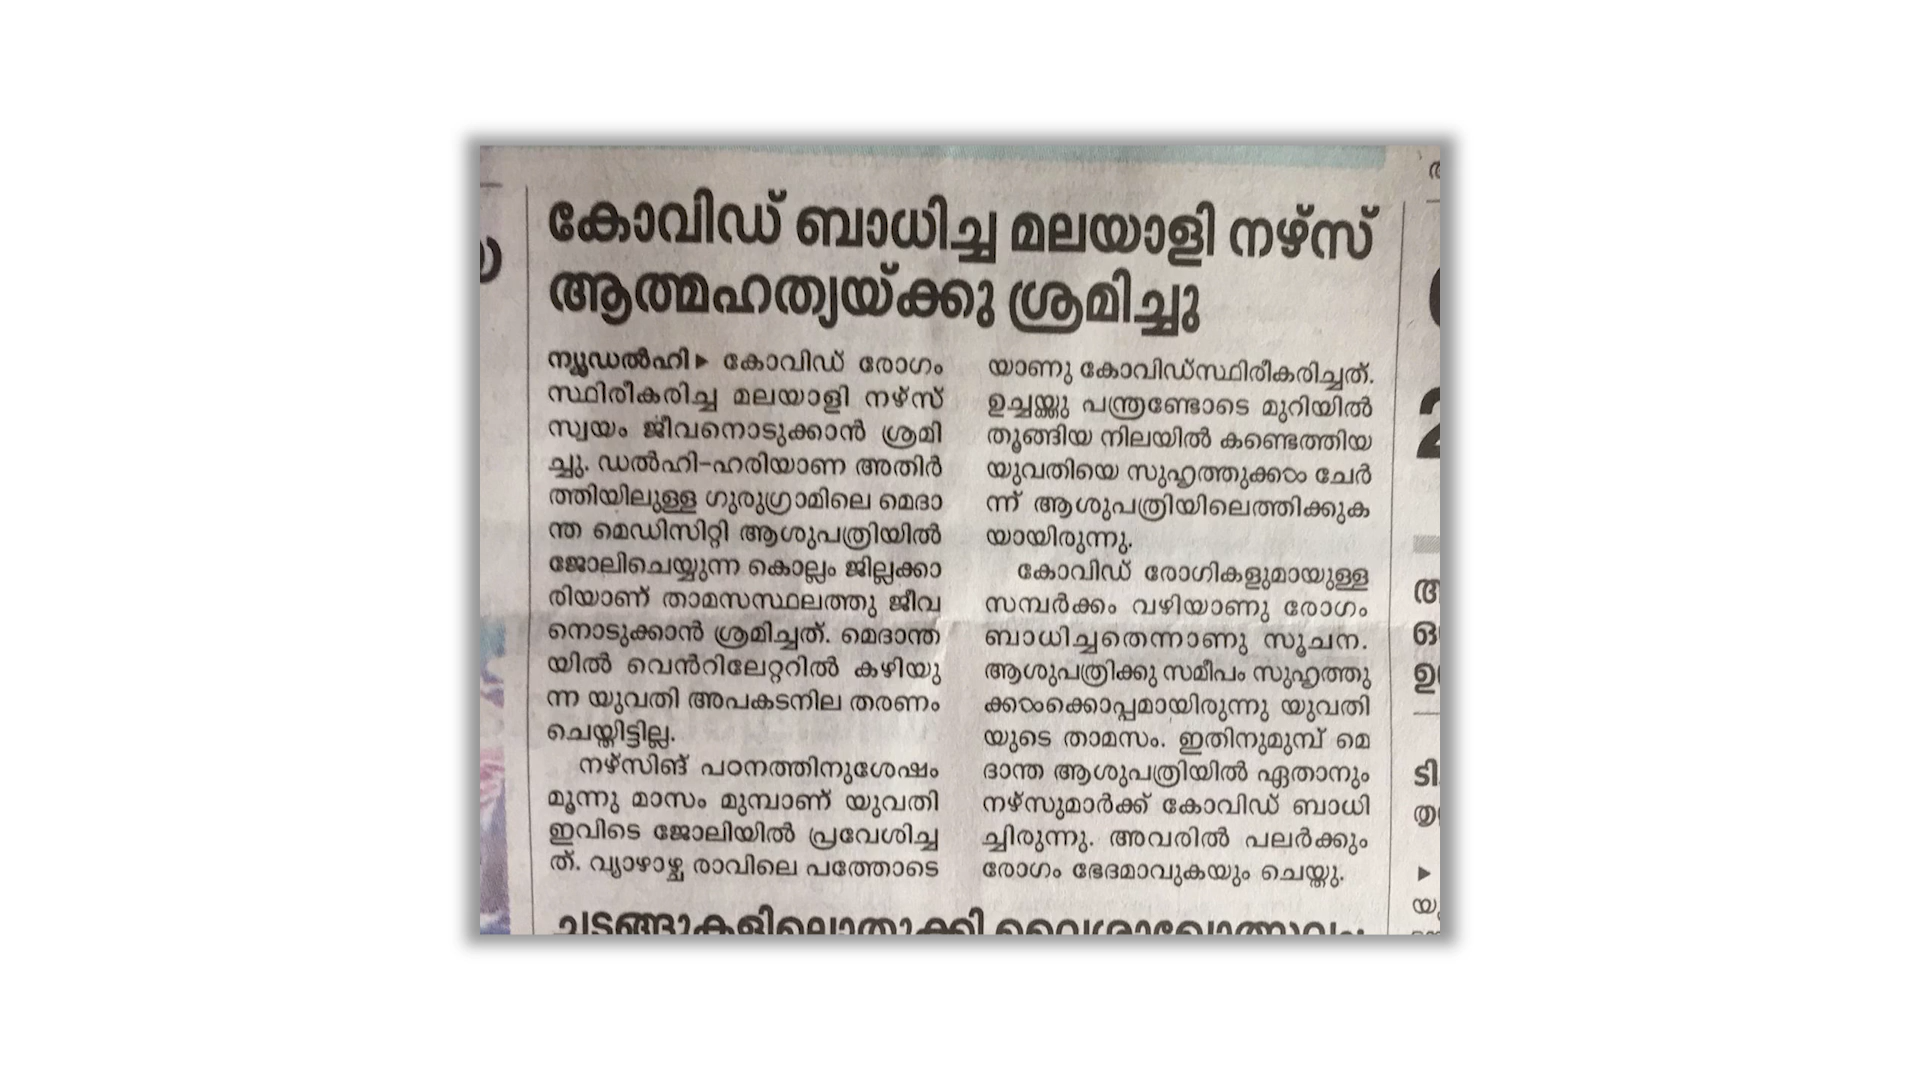 കോവിഡ് ബാധിച്ച മലയാളി നഴ്സ്
ആത്മഹത്യയ്ക്കു ശ്രമിച്ചു
ന്യൂഡൽഹി▶ കോവിഡ് രോഗം
സ്ഥിരീകരിച്ച മലയാളി നഴ്സ്
സ്വയം ജീവനൊടുക്കാൻ ശ്രമി
ച്ചു. ഡൽഹി-ഹരിയാണ അതിർ
ത്തിയിലുള്ള ഗുരുഗ്രാമിലെ മെദാ
ന്ത മെഡിസിറ്റി ആശുപത്രിയിൽ
ജോലിചെയ്യുന്ന കൊല്ലം ജില്ലക്കാ
രിയാണ് താമസസ്ഥലത്തു ജീവ
നൊടുക്കാൻ ശ്രമിച്ചത്. മെദാന്ത
യിൽ വെൻറിലേറ്ററിൽ കഴിയു
ന്ന യുവതി അപകടനില തരണം
ചെയ്തിട്ടില്ല.
നഴ്സിങ് പഠനത്തിനുശേഷം
മൂന്നു മാസം മുമ്പാണ് യുവതി
ഇവിടെ ജോലിയിൽ പ്രവേശിച്ച
ത്. വ്യാഴാഴ്ച രാവിലെ പത്തോടെ
യാണു കോവിഡ്സ്ഥിരീകരിച്ചത്.
ഉച്ചയ്ക്കു പന്ത്രണ്ടോടെ മുറിയിൽ
തൂങ്ങിയ നിലയിൽ കണ്ടെത്തിയ
യുവതിയെ സുഹൃത്തുക്കൾ ചേർ
ന്ന് ആശുപത്രിയിലെത്തിക്കുക
യായിരുന്നു.
കോവിഡ് രോഗികളുമായുള്ള
സമ്പർക്കം വഴിയാണു രോഗം
ബാധിച്ചതെന്നാണു സൂചന.
ആശുപത്രിക്കു സമീപം സുഹൃത്തു
ക്കൾക്കൊപ്പമായിരുന്നു യുവതി
യുടെ താമസം. ഇതിനുമുമ്പ് മെ
ദാന്ത ആശുപത്രിയിൽ ഏതാനും
നഴ്സുമാർക്ക് കോവിഡ് ബാധി
ച്ചിരുന്നു. അവരിൽ പലർക്കും
രോഗം ഭേദമാവുകയും ചെയ്തു.
ചടങ്ങുകളിലൊതുക്കി വൈശാഖോത്സവം